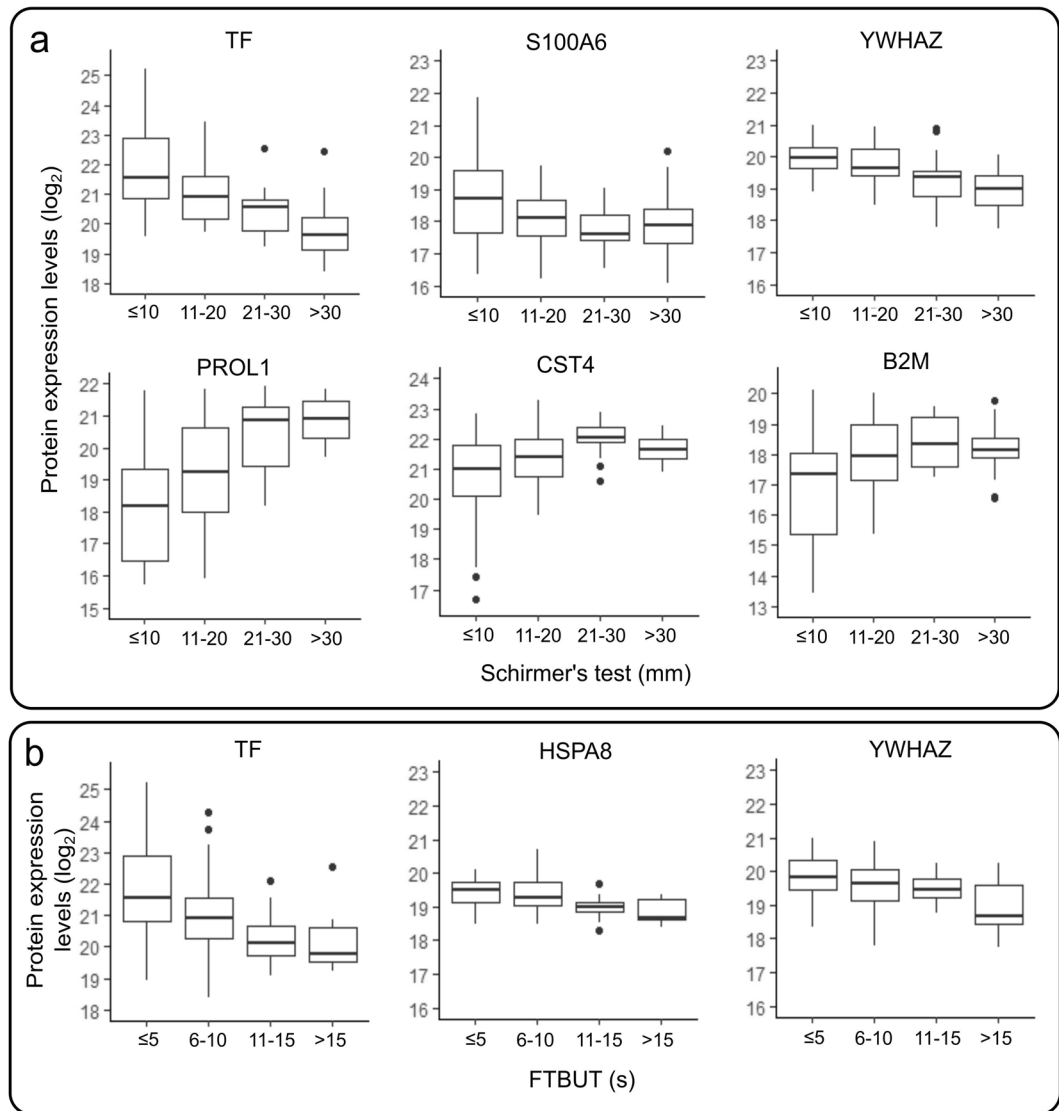 a
TF
S100A6
YWHAZ
Protein expression levels (log₂)
25
24
23
22
21
20
19
18
≤10 11-20 21-30 >30
23
22
21
20
19
18
17
16
≤10 11-20 21-30 >30
23
22
21
20
19
18
17
16
≤10 11-20 21-30 >30
PROL1
CST4
B2M
22
21
20
19
18
17
16
15
≤10 11-20 21-30 >30
24
23
22
21
20
19
18
17
≤10 11-20 21-30 >30
20
19
18
17
16
15
14
13
≤10 11-20 21-30 >30
Schirmer's test (mm)
b
TF
HSPA8
YWHAZ
Protein expression
levels (log₂)
25
24
23
22
21
20
19
18
≤5 6-10 11-15 >15
23
22
21
20
19
18
17
16
≤5 6-10 11-15 >15
23
22
21
20
19
18
17
16
≤5 6-10 11-15 >15
FTBUT (s)